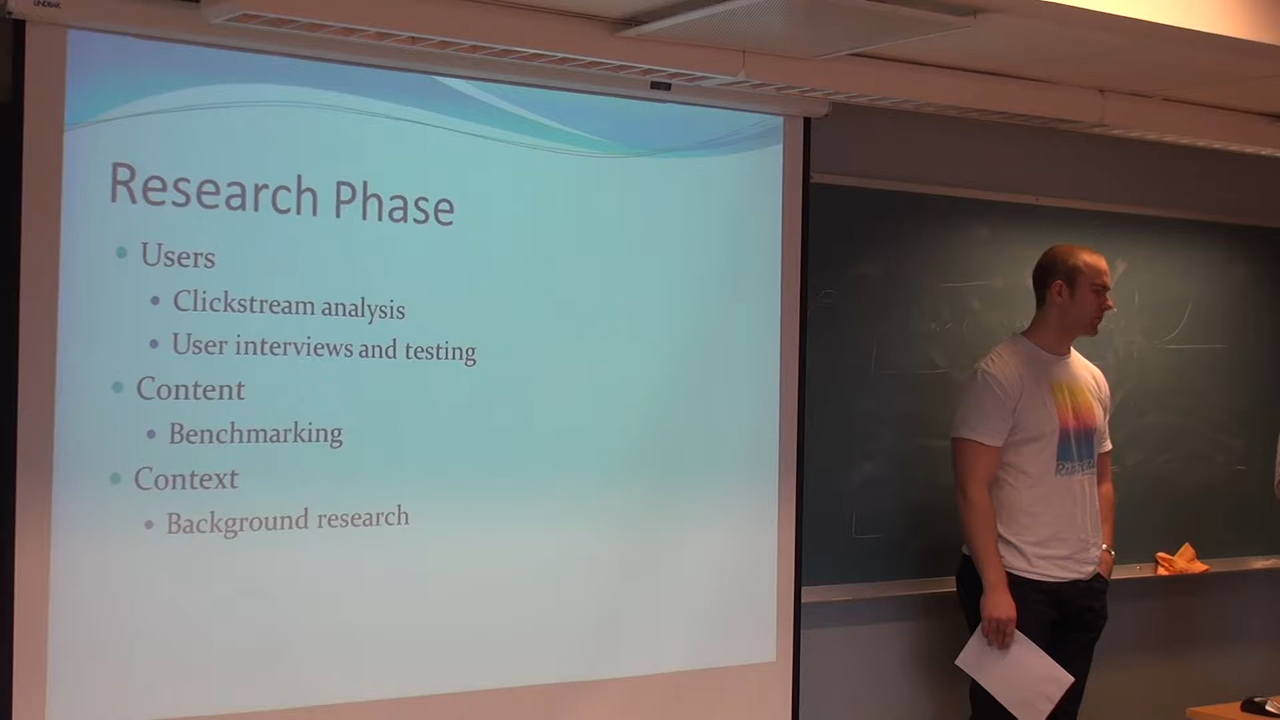 Research Phase
Users
Clickstream analysis
User interviews and testing
Content
Benchmarking
Context
Background research